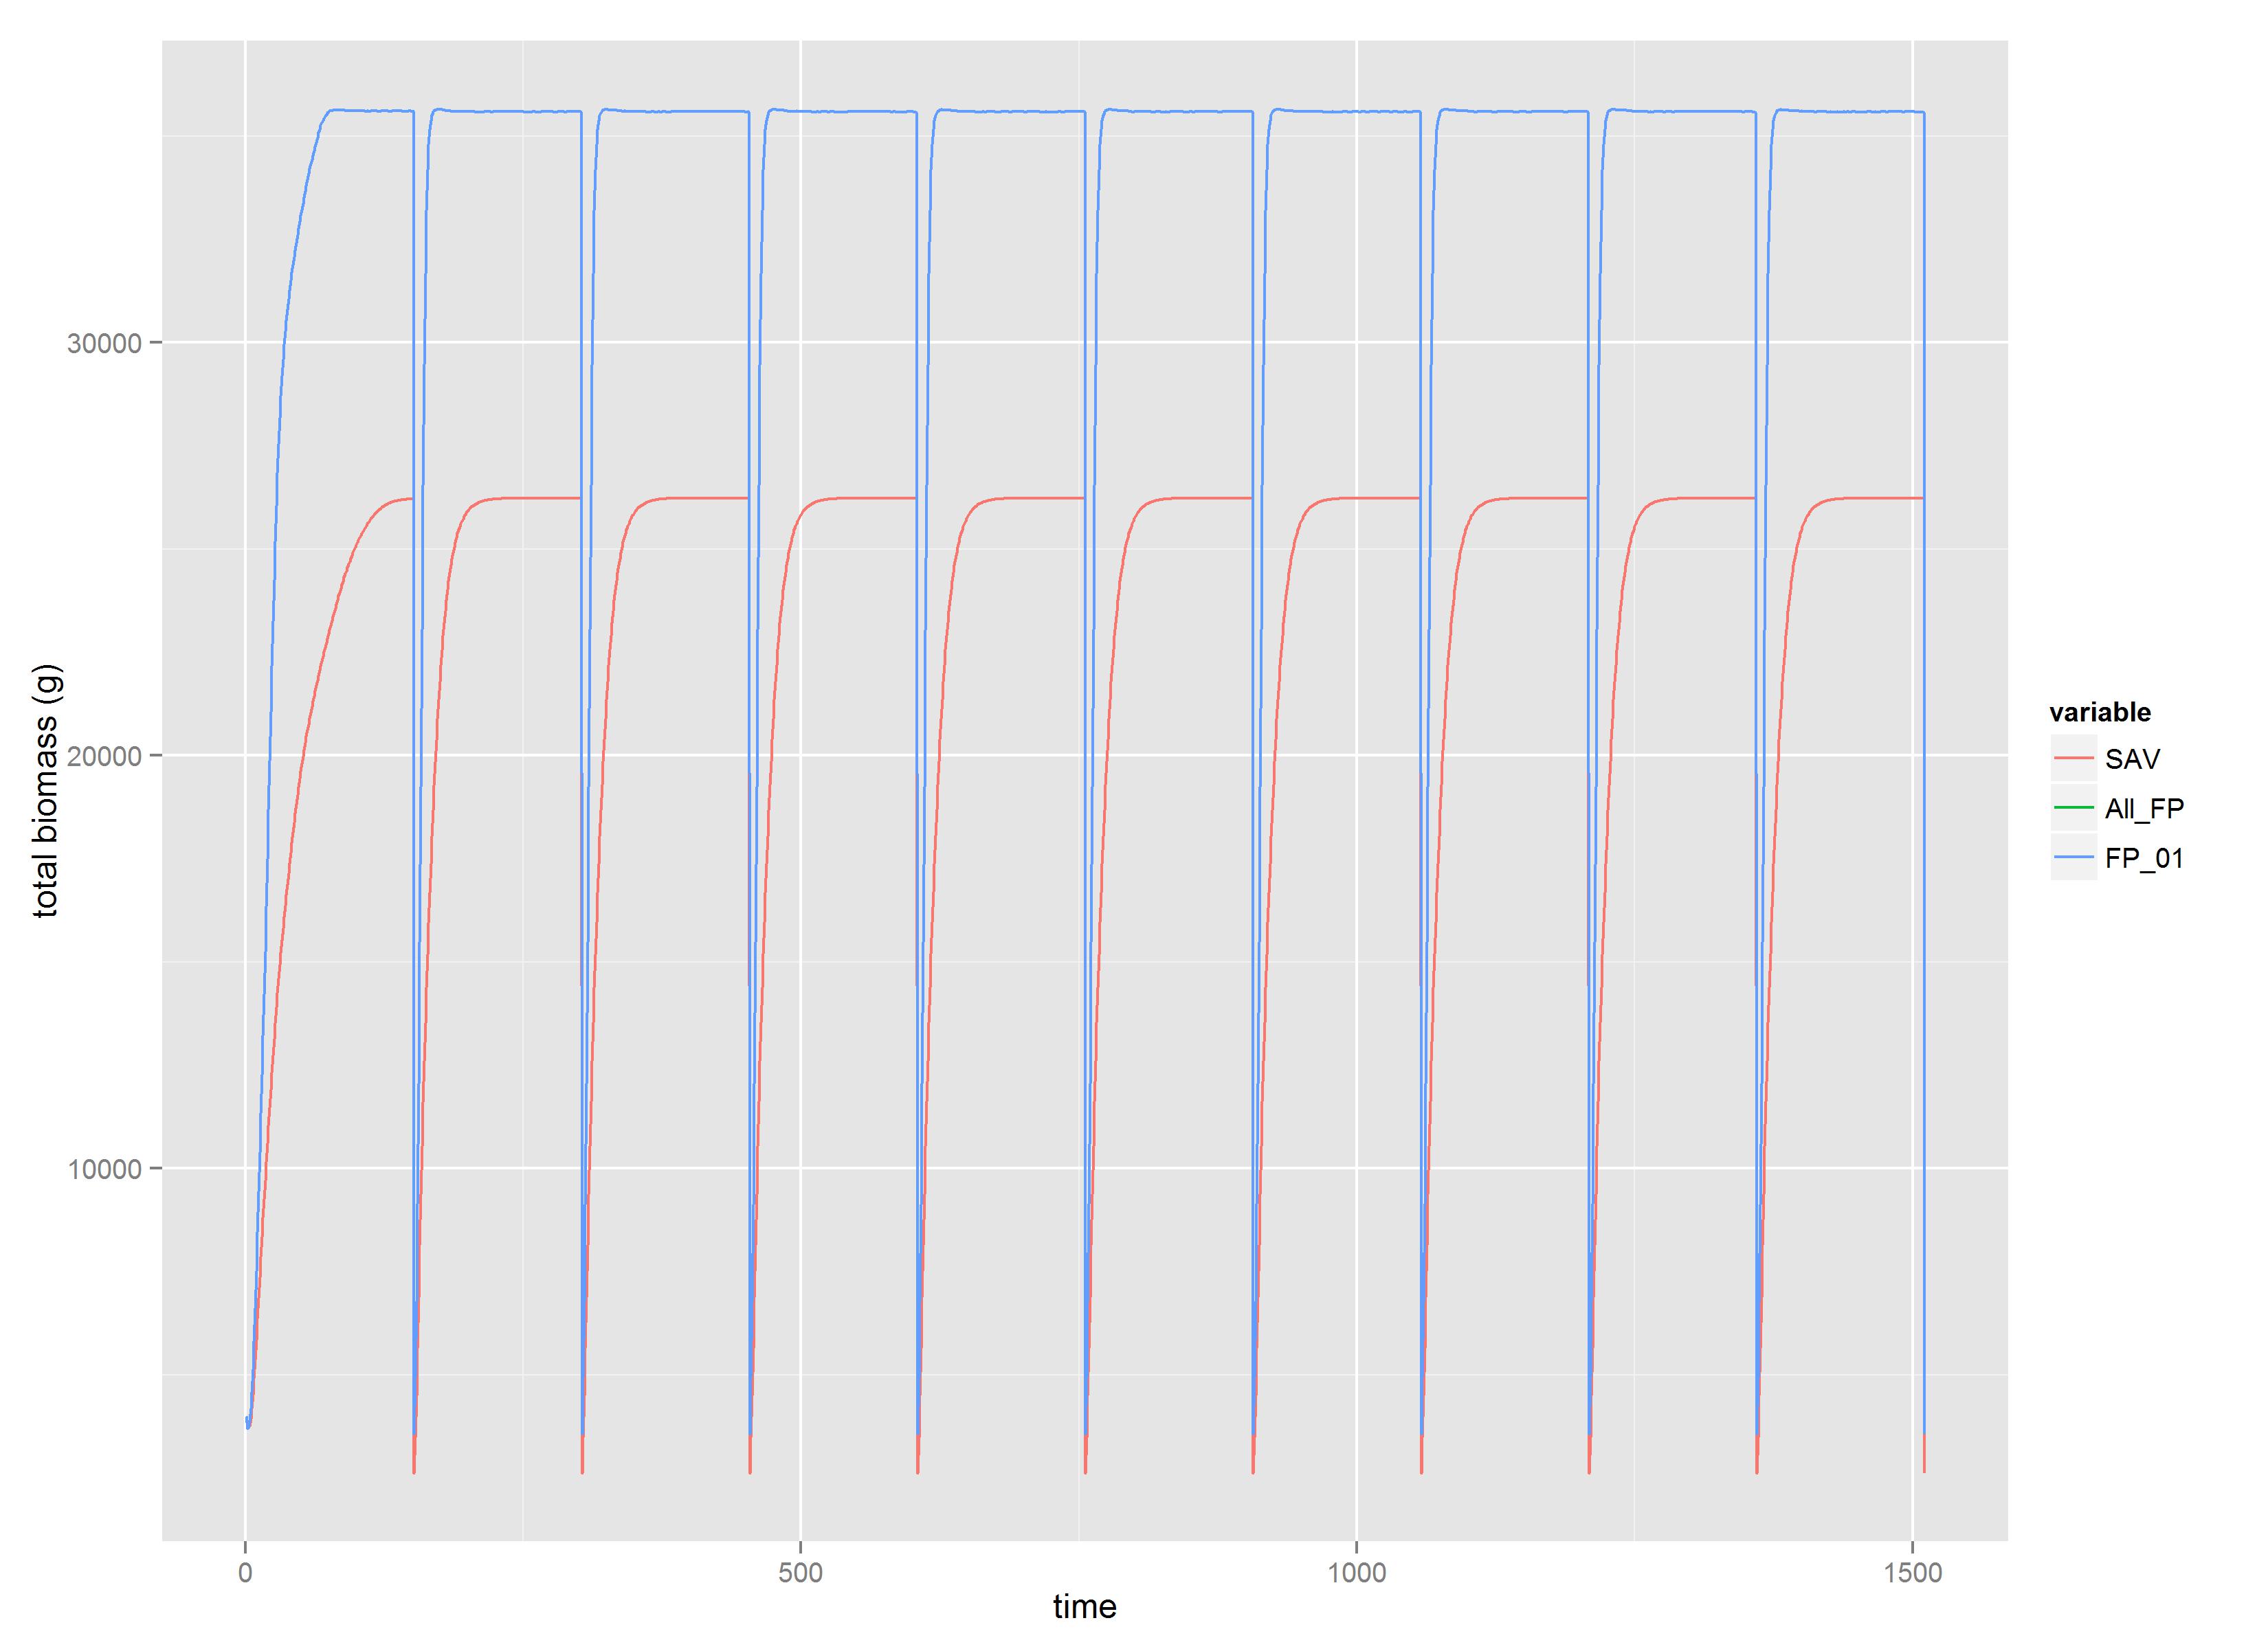 total biomass (g)
30000
20000
10000
0
500
1000
1500
time
variable
SAV
All_FP
FP_01